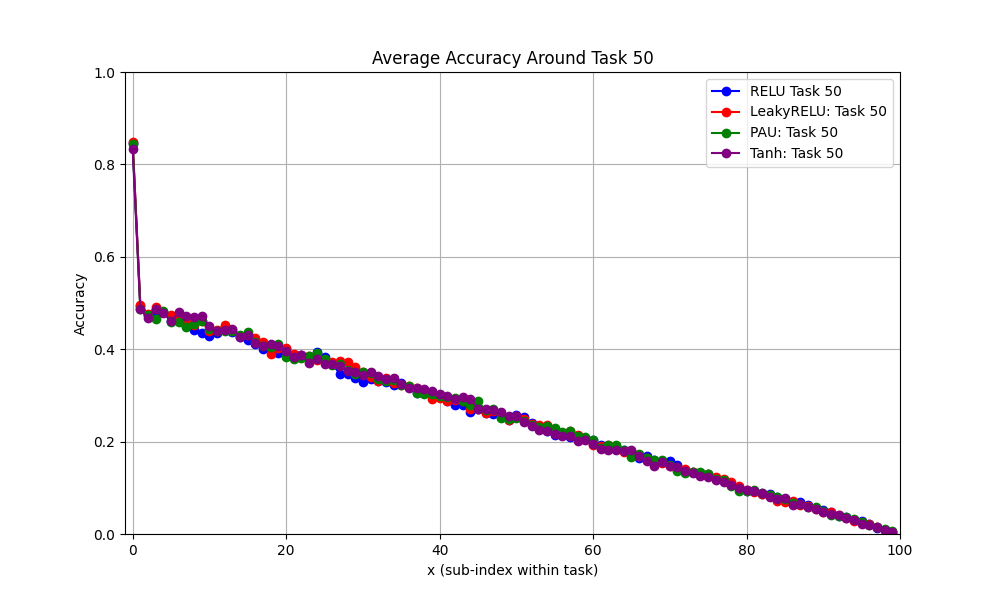 Average Accuracy Around Task 50
1.0
0.8
0.6
0.4
0.2
0.0
Accuracy
RELU Task 50
LeakyRELU: Task 50
PAU: Task 50
Tanh: Task 50
0 20 40 60 80 100
x (sub-index within task)